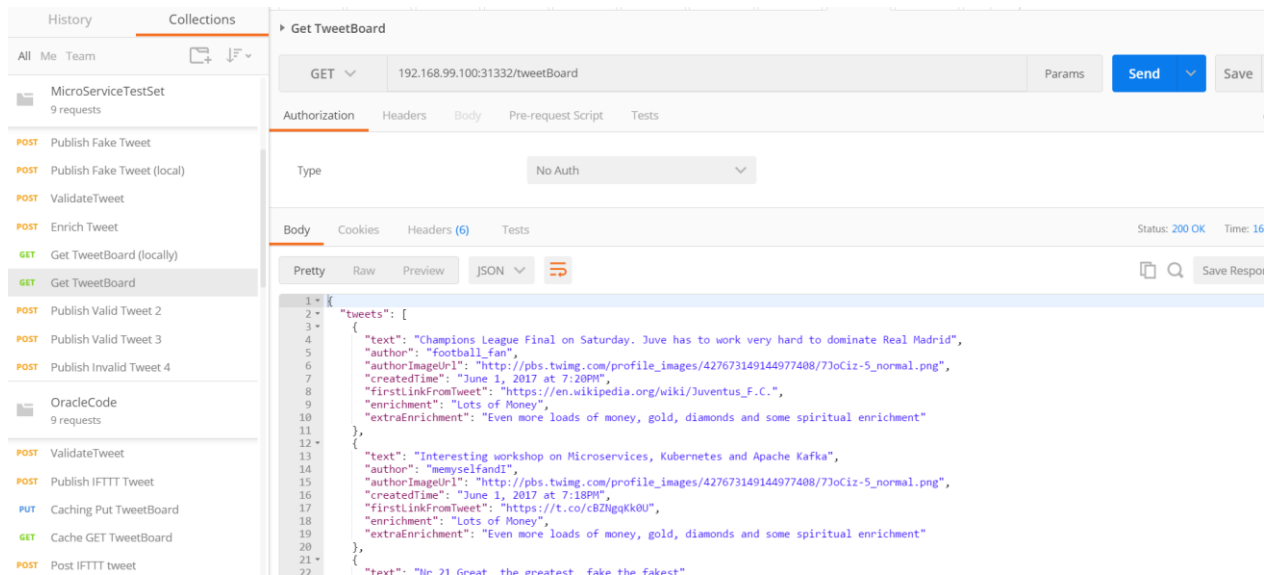 History Collections
All Me Team
MicroServiceTestSet
9 requests
POST Publish Fake Tweet
POST Publish Fake Tweet (local)
POST ValidateTweet
POST Enrich Tweet
GET Get TweetBoard (locally)
GET Get TweetBoard
POST Publish Valid Tweet 2
POST Publish Valid Tweet 3
POST Publish Invalid Tweet 4
OracleCode
9 requests
POST ValidateTweet
POST Publish IFTTT Tweet
PUT Caching Put TweetBoard
GET Cache GET TweetBoard
POST Post IFTTT tweet
Get TweetBoard
GET 192.168.99.100:31332/tweetBoard Params Send Save
Authorization Headers Body Pre-request Script Tests
Type No Auth
Body Cookies Headers (6) Tests Status: 200 OK Time: 16
Pretty Raw Preview JSON Save Respo
1 {
2 "tweets": [
3 {
4 "text": "Champions League Final on Saturday. Juve has to work very hard to dominate Real Madrid",
5 "author": "football_fan",
6 "authorImageUrl": "http://pbs.twimg.com/profile_images/427673149144977408/7JoCiz-5_normal.png",
7 "createdTime": "June 1, 2017 at 7:20PM",
8 "firstLinkFromTweet": "https://en.wikipedia.org/wiki/Juventus_F.C.",
9 "enrichment": "Lots of Money",
10 "extraEnrichment": "Even more loads of money, gold, diamonds and some spiritual enrichment"
11 },
12 {
13 "text": "Interesting workshop on Microservices, Kubernetes and Apache Kafka",
14 "author": "memyselfandI",
15 "authorImageUrl": "http://pbs.twimg.com/profile_images/427673149144977408/7JoCiz-5_normal.png",
16 "createdTime": "June 1, 2017 at 7:18PM",
17 "firstLinkFromTweet": "https://t.co/cBZNgqKk0U",
18 "enrichment": "Lots of Money",
19 "extraEnrichment": "Even more loads of money, gold, diamonds and some spiritual enrichment"
20 },
21 {
22 "text": "Nr 21 Great, the greatest, fake the fakest"